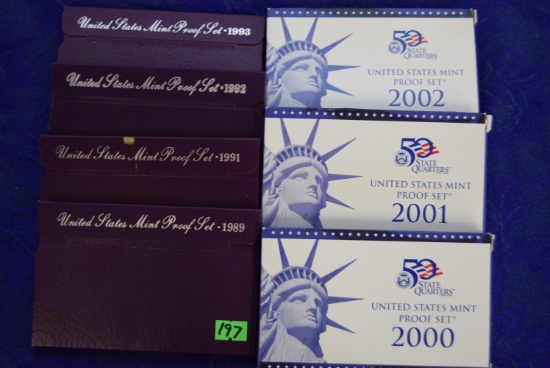 United States Mint Proof Set • 1993
United States Mint Proof Set • 1992
United States Mint Proof Set • 1991
United States Mint Proof Set • 1989
197
50
STATE
QUARTERS
UNITED STATES MINT
PROOF SET
2002
50
STATE
QUARTERS
UNITED STATES MINT
PROOF SET
2001
50
STATE
QUARTERS
UNITED STATES MINT
PROOF SET
2000